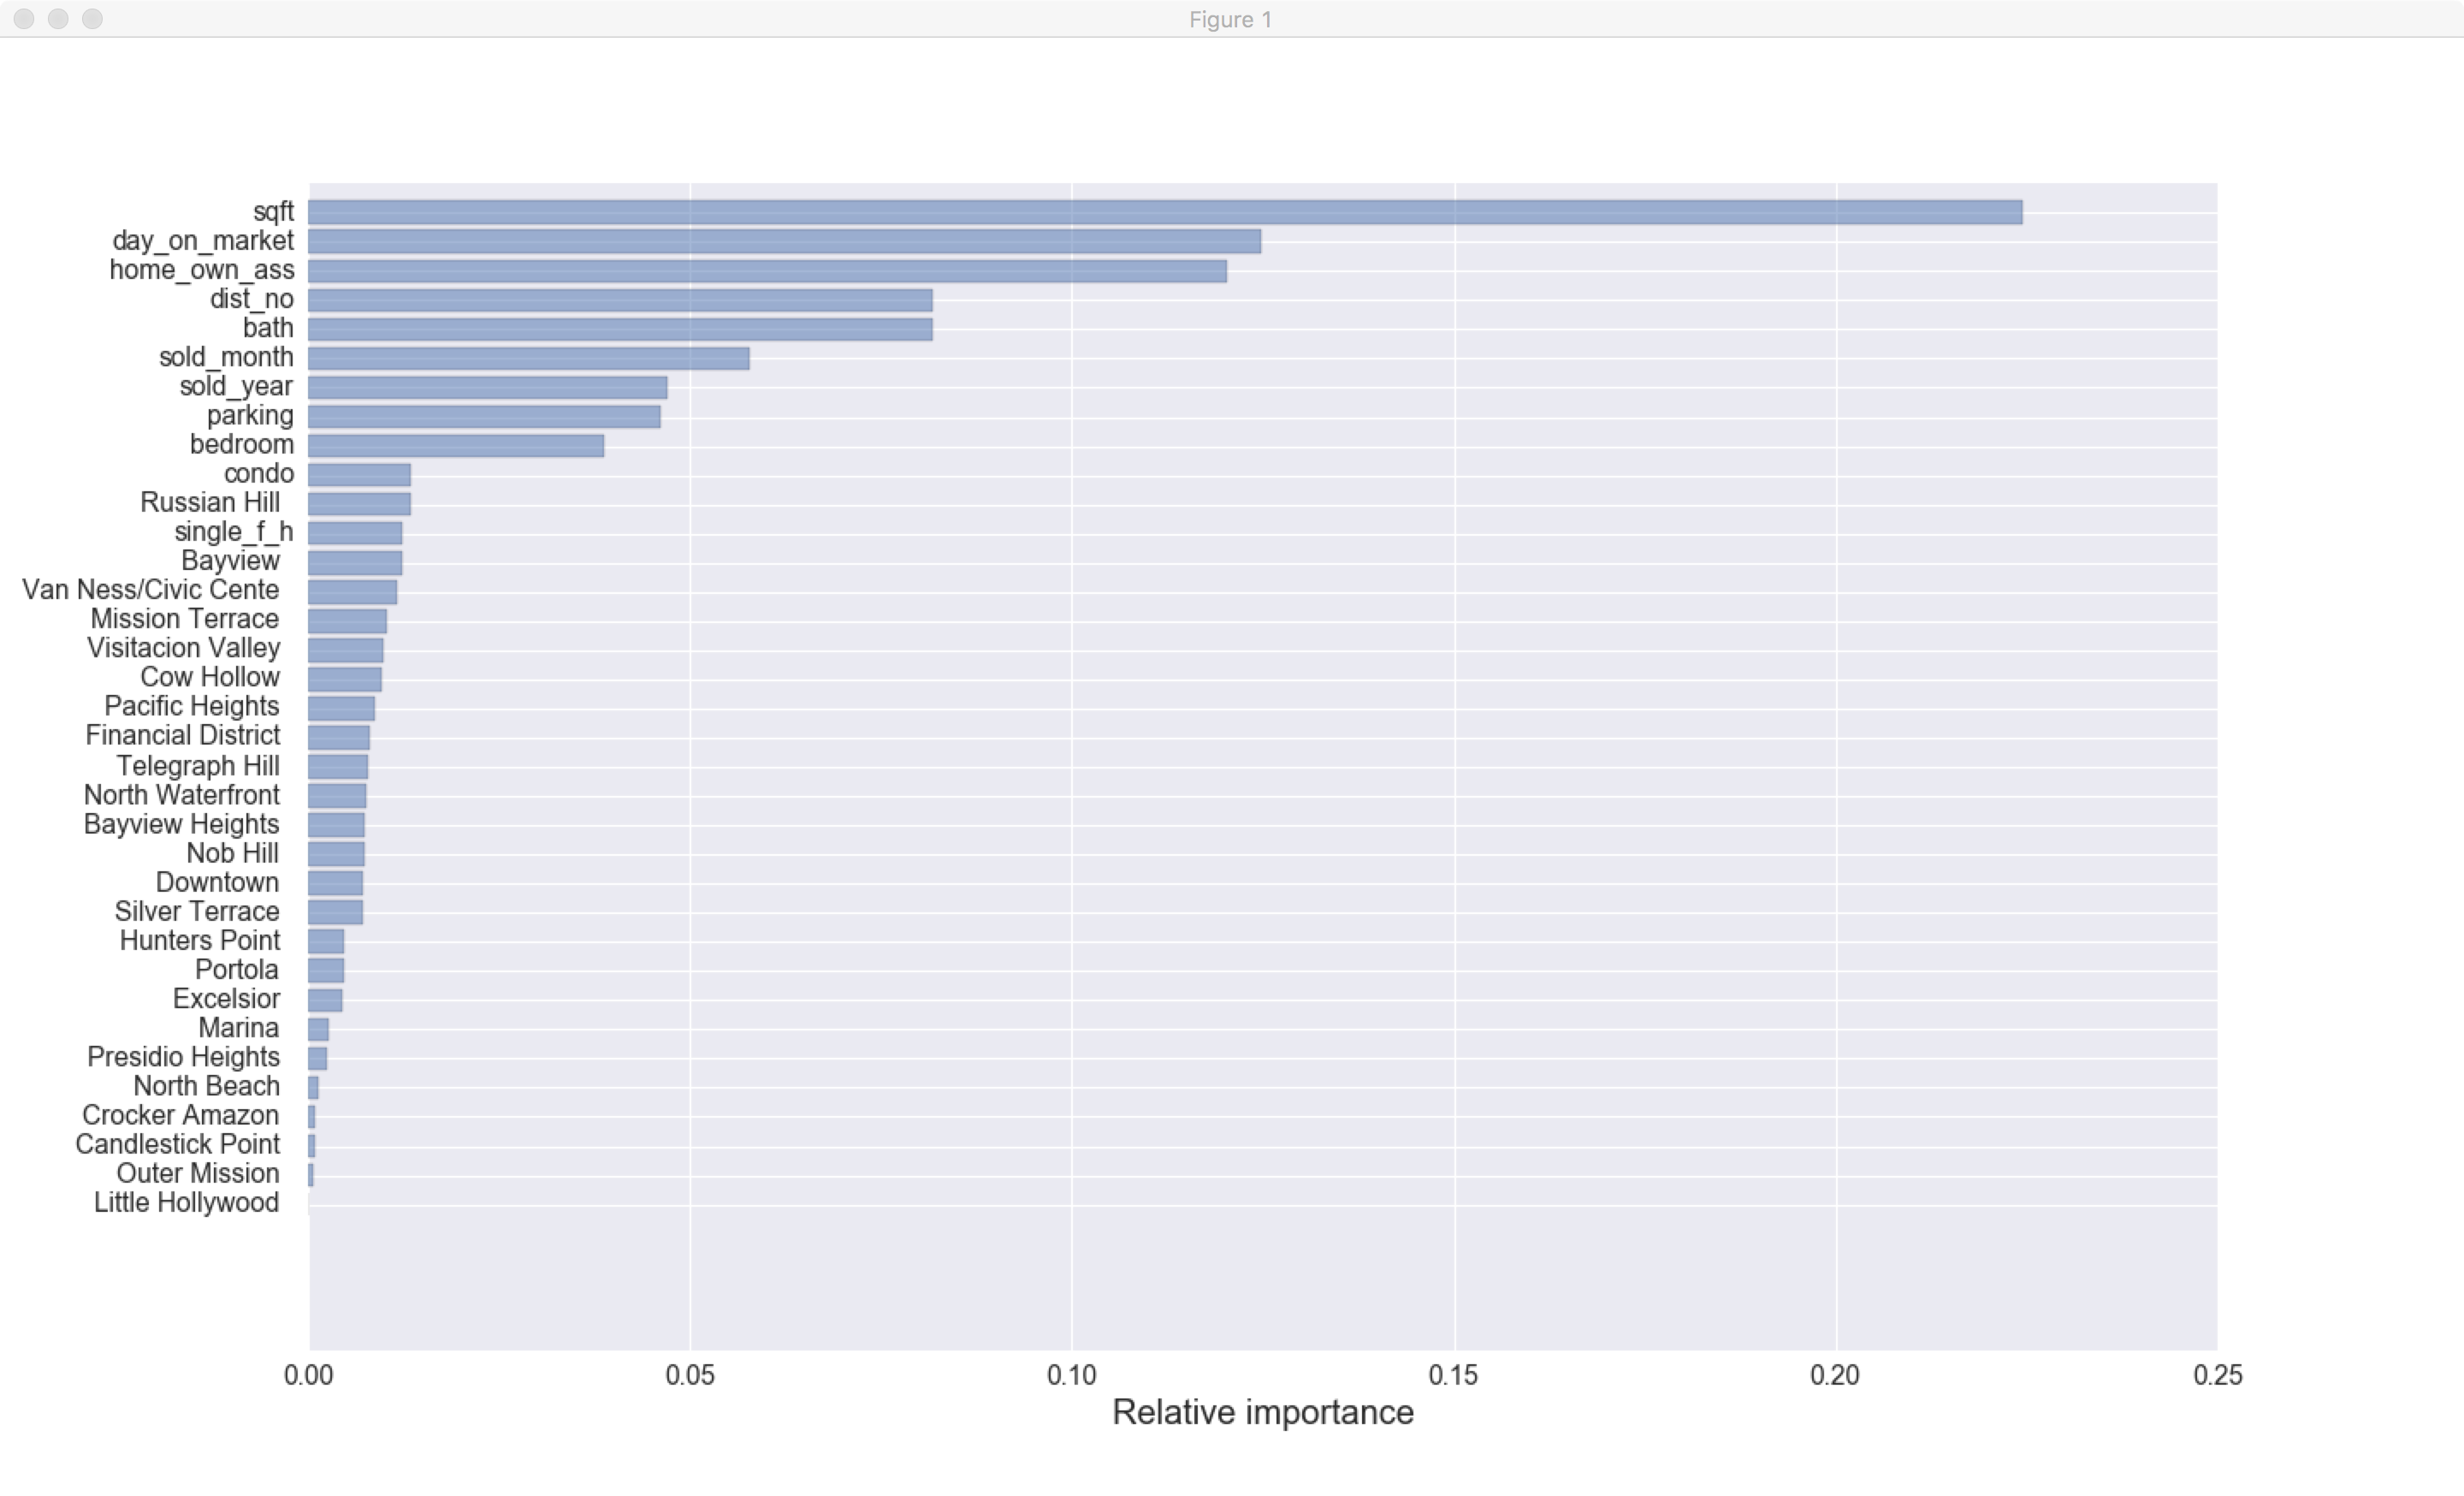 Figure 1
sqft
day_on_market
home_own_ass
dist_no
bath
sold_month
sold_year
parking
bedroom
condo
Russian Hill
single_f_h
Bayview
Van Ness/Civic Cente
Mission Terrace
Visitacion Valley
Cow Hollow
Pacific Heights
Financial District
Telegraph Hill
North Waterfront
Bayview Heights
Nob Hill
Downtown
Silver Terrace
Hunters Point
Portola
Excelsior
Marina
Presidio Heights
North Beach
Crocker Amazon
Candlestick Point
Outer Mission
Little Hollywood
0.00 0.05 0.10 0.15 0.20 0.25
Relative importance